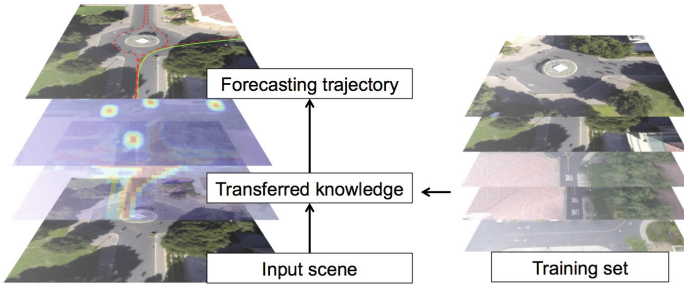 Forecasting trajectory
Transferred knowledge
Input scene
Training set